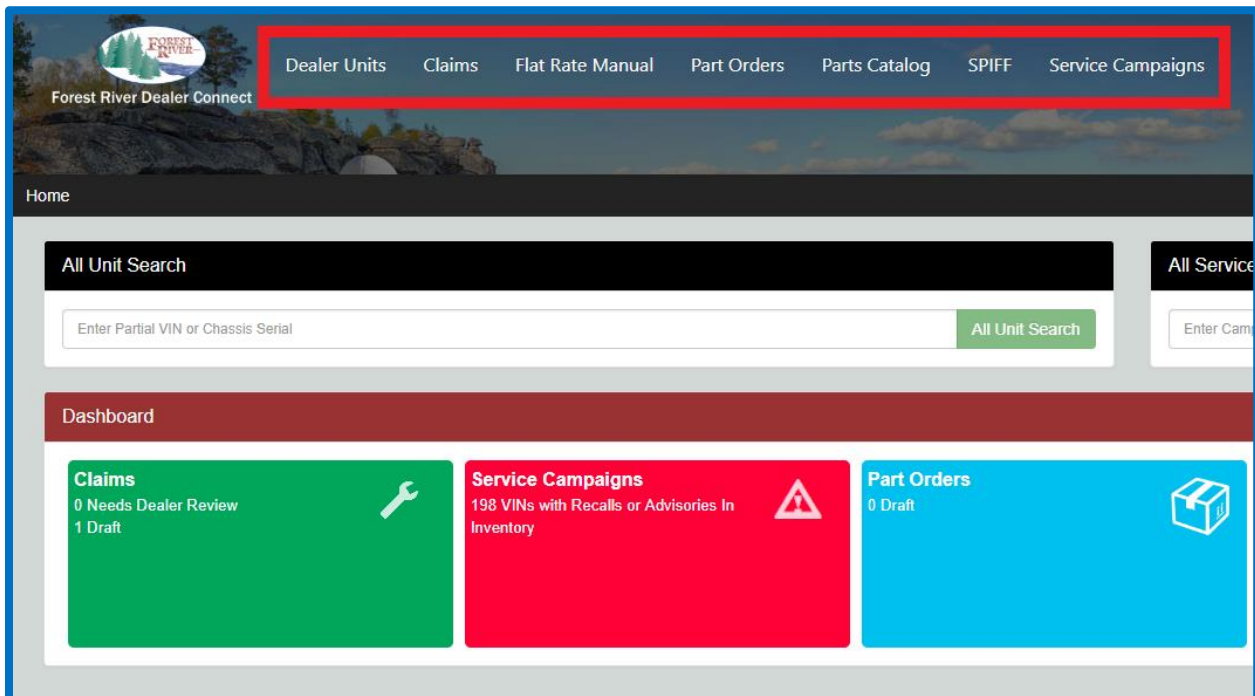 FOREST
RIVER
Forest River Dealer Connect
Dealer Units Claims Flat Rate Manual Part Orders Parts Catalog SPIFF Service Campaigns
Home
All Unit Search
Enter Partial VIN or Chassis Serial
All Unit Search
All Service
Enter Cam
Dashboard
Claims
0 Needs Dealer Review
1 Draft
Service Campaigns
198 VINs with Recalls or Advisories In
Inventory
Part Orders
0 Draft